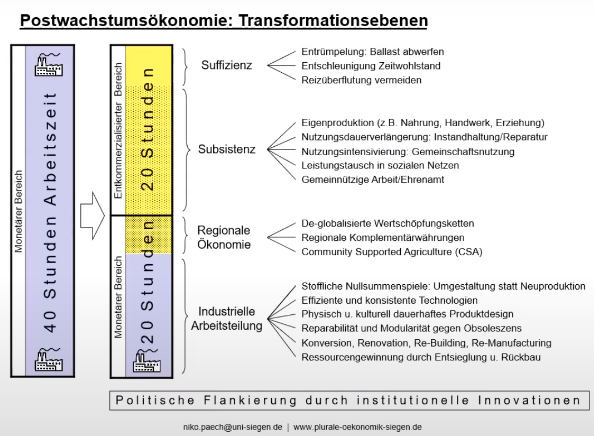 Postwachstumsökonomie: Transformationsebenen
Monetärer Bereich
40 Stunden Arbeitszeit
Entkommerzialisierter Bereich
20 Stunden
Monetärer Bereich
20 Stunden
Suffizienz
Entrümpelung: Ballast abwerfen
Entschleunigung Zeitwohlstand
Reizüberflutung vermeiden
Subsistenz
Eigenproduktion (z.B. Nahrung, Handwerk, Erziehung)
Nutzungsdauerverlängerung: Instandhaltung/Reparatur
Nutzungsintensivierung: Gemeinschaftsnutzung
Leistungstausch in sozialen Netzen
Gemeinnützige Arbeit/Ehrenamt
Regionale
Ökonomie
De-globalisierte Wertschöpfungsketten
Regionale Komplementärwährungen
Community Supported Agriculture (CSA)
Industrielle
Arbeitsteilung
Stoffliche Nullsummenspiele: Umgestaltung statt Neuproduktion
Effiziente und konsistente Technologien
Physisch u. kulturell dauerhaftes Produktdesign
Reparabilität und Modularität gegen Obsoleszens
Konversion, Renovation, Re-Building, Re-Manufacturing
Ressourcengewinnung durch Entsieglung u. Rückbau
Politische Flankierung durch institutionelle Innovationen
niko.paech@uni-siegen.de | www.plurale-oekonomik-siegen.de